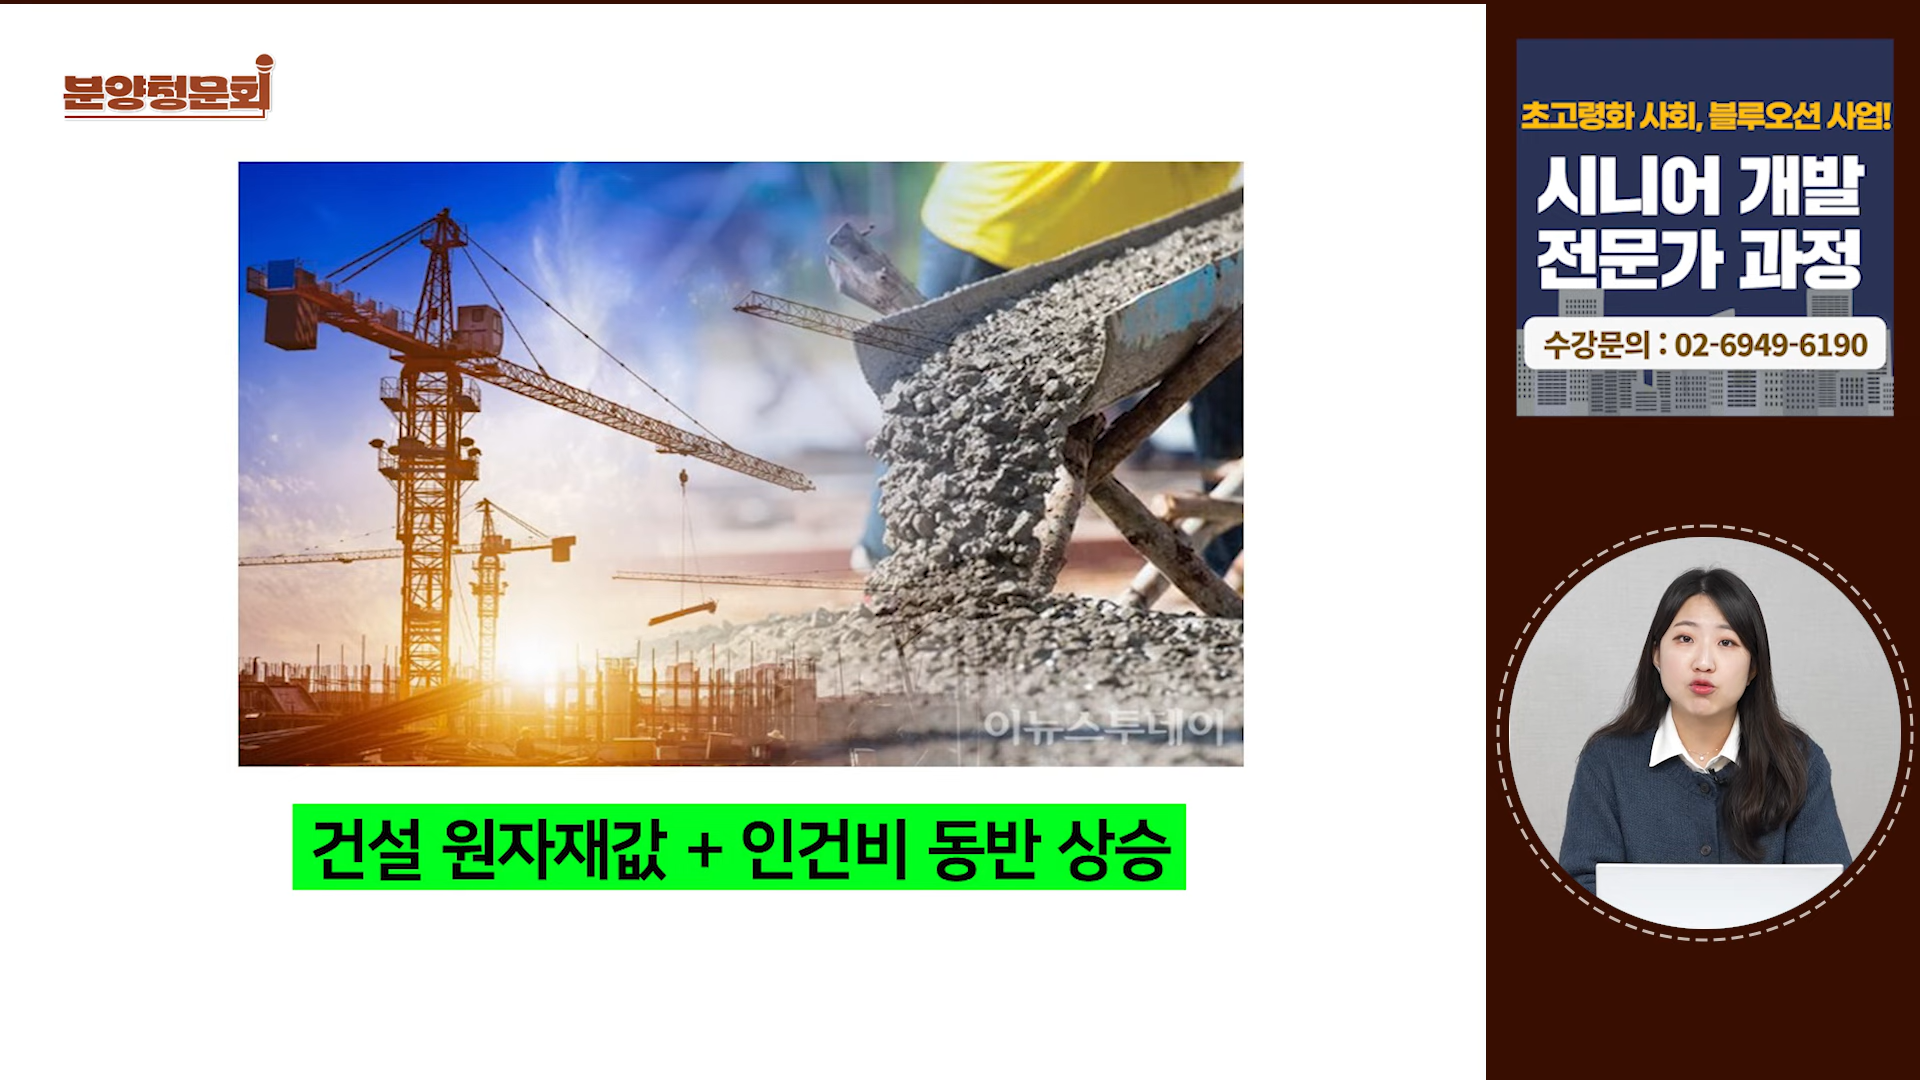 분양청문회
이뉴스투데이
건설 원자재값 + 인건비 동반 상승
초고령화 사회, 블루오션 사업!
시니어 개발
전문가 과정
수강문의 : 02-6949-6190